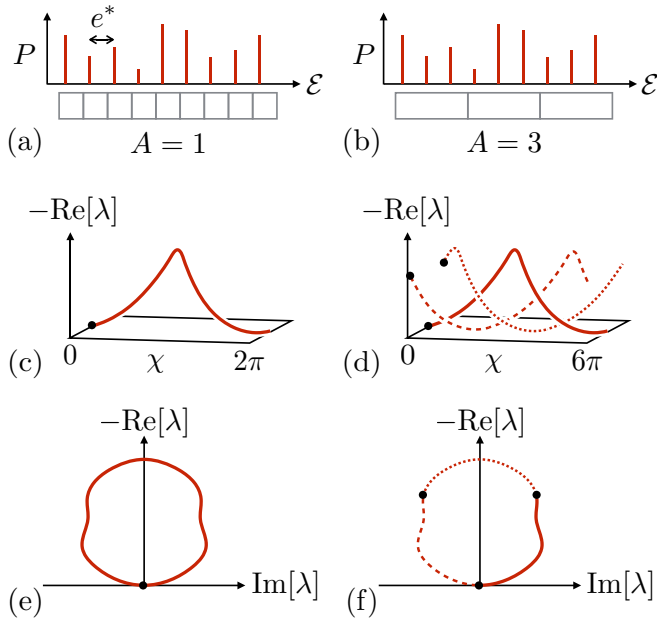 P e* ℰ
(a) A = 1
P ℰ
(b) A = 3
−Re[λ]
(c) 0 χ 2π
−Re[λ]
(d) 0 χ 6π
−Re[λ]
(e) Im[λ]
−Re[λ]
(f) Im[λ]